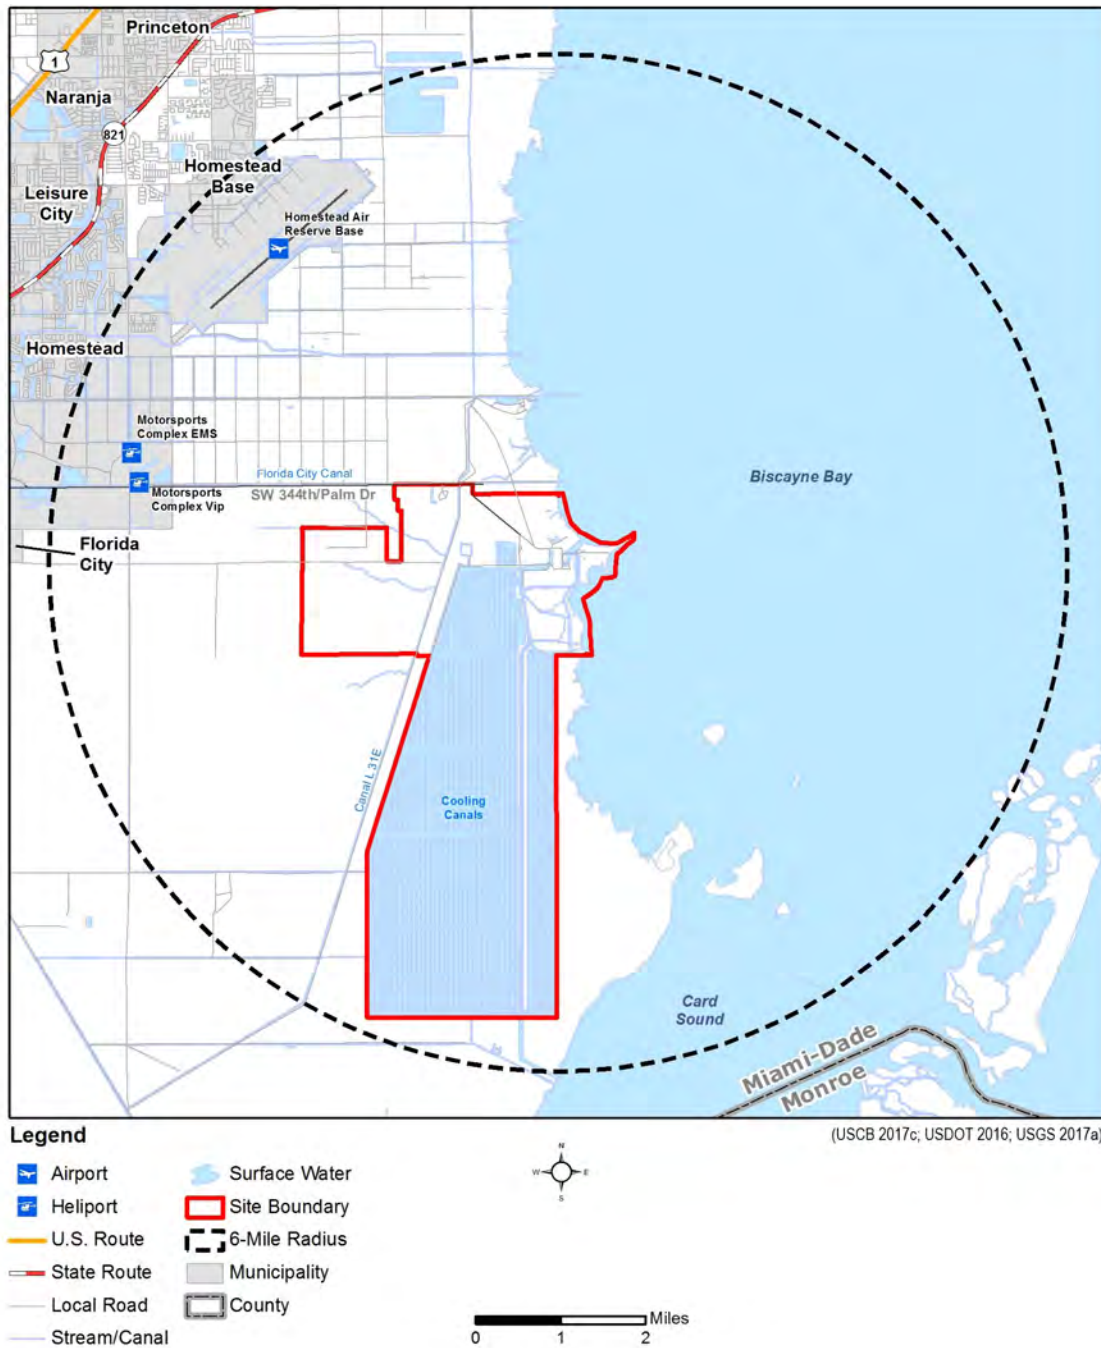 Princeton
1
Naranja
821
Homestead
Base
Leisure
City
Homestead Air
Reserve Base
Homestead
Motorsports
Complex EMS
Florida City Canal
SW 344th/Palm Dr
Motorsports
Complex Vip
Biscayne Bay
Florida
City
Canal L 31E
Cooling
Canals
Card
Sound
Miami-Dade
Monroe
Legend
(USCB 2017c; USDOT 2016; USGS 2017a)
Airport
Heliport
U.S. Route
State Route
Local Road
Stream/Canal
Surface Water
Site Boundary
6-Mile Radius
Municipality
County
N
W E
S
Miles
0 1 2